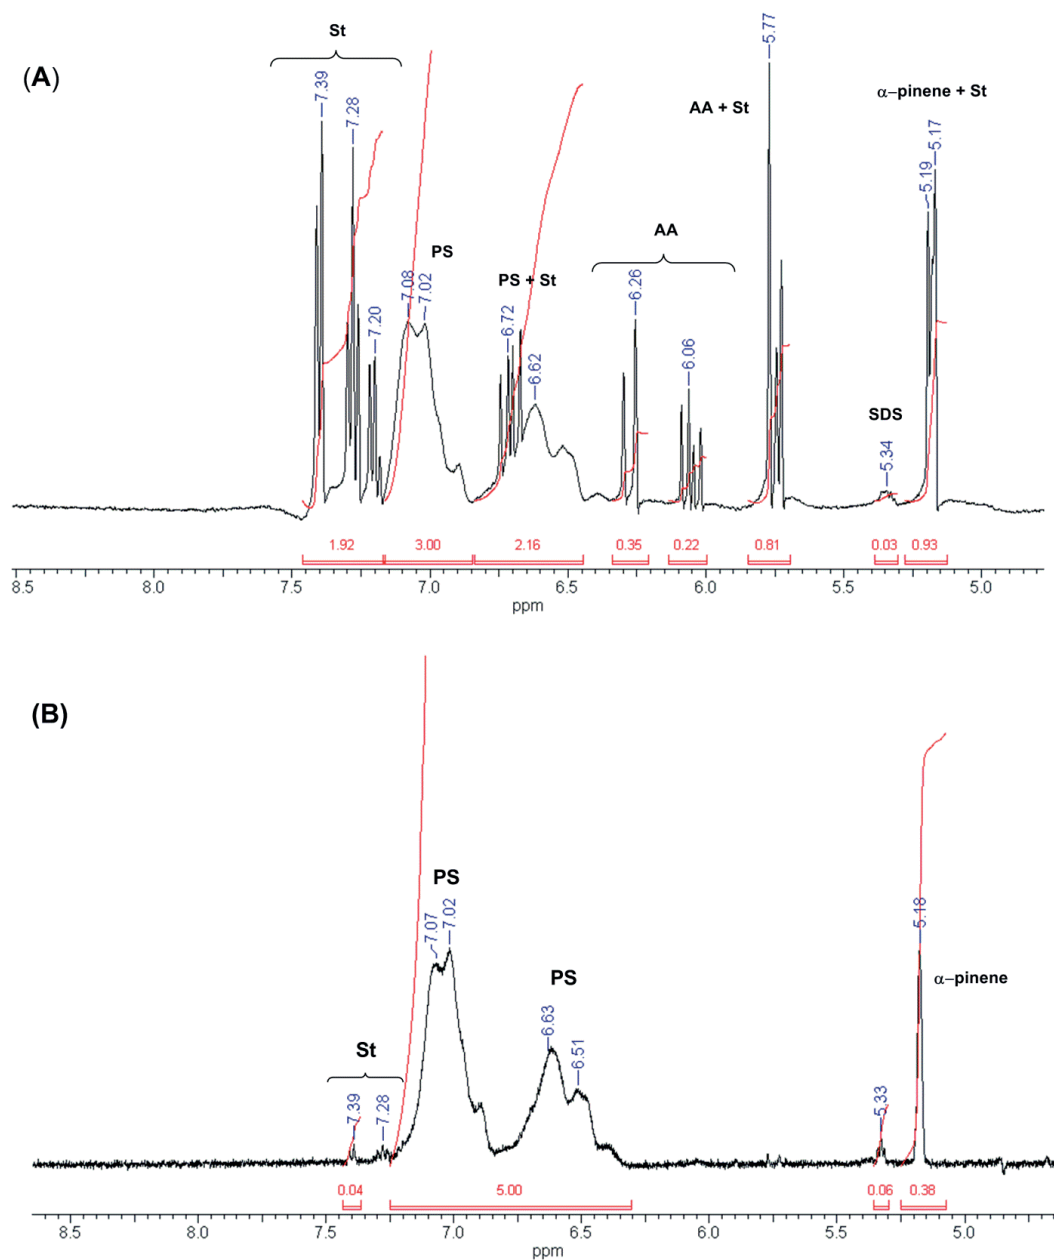 (A)
St
7.39
7.28
7.20
PS
7.08
7.02
PS + St
6.72
6.62
AA
6.26
6.06
AA + St
5.77
SDS
5.34
α–pinene + St
5.19
5.17
1.92 3.00 2.16 0.35 0.22 0.81 0.03 0.93
8.5 8.0 7.5 7.0 6.5 6.0 5.5 5.0
ppm
(B)
St
7.39
7.28
PS
7.07
7.02
PS
6.63
6.51
5.33
5.18
α–pinene
0.04 5.00 0.06 0.38
8.5 8.0 7.5 7.0 6.5 6.0 5.5 5.0
ppm